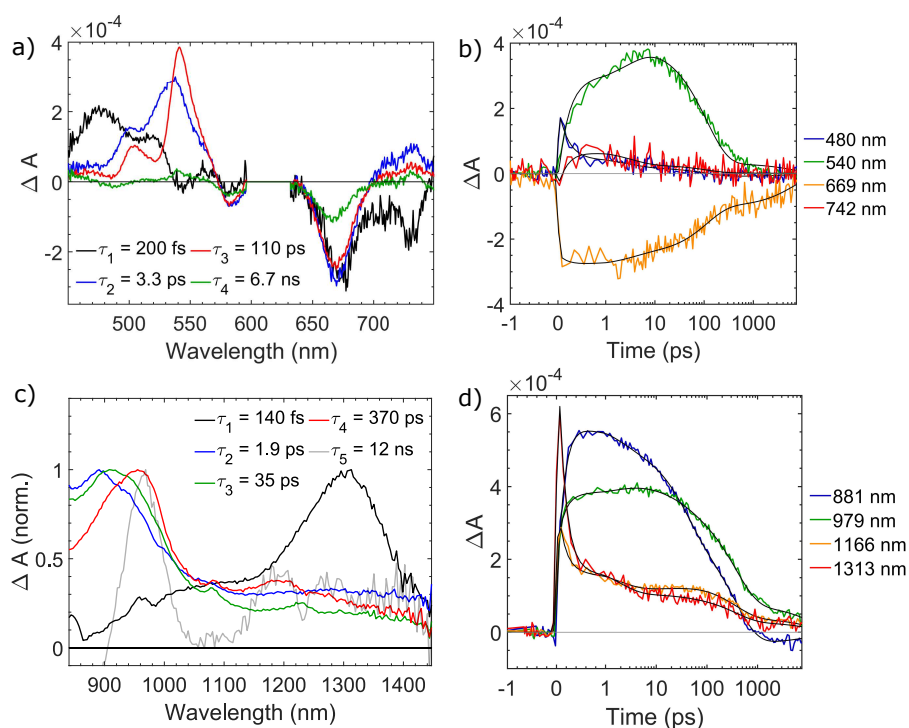 a)
×10⁻⁴
4
2
0
-2
Δ A
τ₁ = 200 fs
τ₃ = 110 ps
τ₂ = 3.3 ps
τ₄ = 6.7 ns
500
550
600
650
700
Wavelength (nm)
b)
×10⁻⁴
4
2
0
-2
-4
ΔA
-1
0
1
10
100
1000
Time (ps)
480 nm
540 nm
669 nm
742 nm
c)
1
0.5
0
Δ A (norm.)
τ₁ = 140 fs
τ₄ = 370 ps
τ₂ = 1.9 ps
τ₅ = 12 ns
τ₃ = 35 ps
900
1000
1100
1200
1300
1400
Wavelength (nm)
d)
×10⁻⁴
6
4
2
0
ΔA
-1
0
1
10
100
1000
Time (ps)
881 nm
979 nm
1166 nm
1313 nm